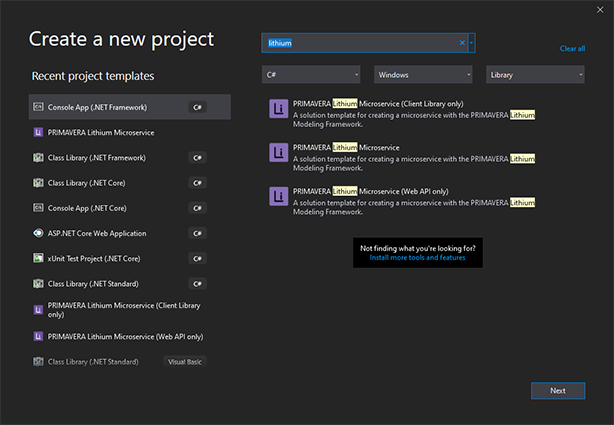 Create a new project
Recent project templates
Console App (.NET Framework) C#
PRIMAVERA Lithium Microservice
Class Library (.NET Framework) C#
Class Library (.NET Core) C#
Console App (.NET Core) C#
ASP.NET Core Web Application C#
xUnit Test Project (.NET Core) C#
Class Library (.NET Standard) C#
PRIMAVERA Lithium Microservice (Client Library
only)
PRIMAVERA Lithium Microservice (Web API only)
Class Library (.NET Standard) Visual Basic
lithium
Clear all
C# Windows Library
Li
PRIMAVERA Lithium Microservice (Client Library only)
A solution template for creating a microservice with the PRIMAVERA Lithium
Modeling Framework.
Li
PRIMAVERA Lithium Microservice
A solution template for creating a microservice with the PRIMAVERA Lithium
Modeling Framework.
Li
PRIMAVERA Lithium Microservice (Web API only)
A solution template for creating a microservice with the PRIMAVERA Lithium
Modeling Framework.
Not finding what you're looking for?
Install more tools and features
Next